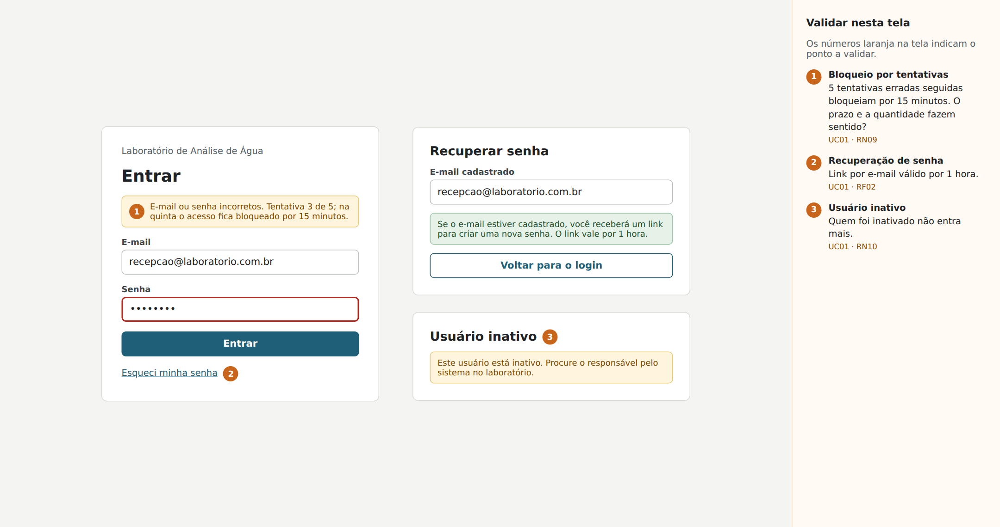 Laboratório de Análise de Água
Entrar
1
E-mail ou senha incorretos. Tentativa 3 de 5; na
quinta o acesso fica bloqueado por 15 minutos.
E-mail
recepcao@laboratorio.com.br
Senha
••••••••
Entrar
Esqueci minha senha 2
Recuperar senha
E-mail cadastrado
recepcao@laboratorio.com.br
Se o e-mail estiver cadastrado, você receberá um link
para criar uma nova senha. O link vale por 1 hora.
Voltar para o login
Usuário inativo 3
Este usuário está inativo. Procure o responsável pelo
sistema no laboratório.
Validar nesta tela
Os números laranja na tela indicam o
ponto a validar.
1 Bloqueio por tentativas
5 tentativas erradas seguidas
bloqueiam por 15 minutos. O
prazo e a quantidade fazem
sentido?
UC01 · RN09
2 Recuperação de senha
Link por e-mail válido por 1 hora.
UC01 · RF02
3 Usuário inativo
Quem foi inativado não entra
mais.
UC01 · RN10